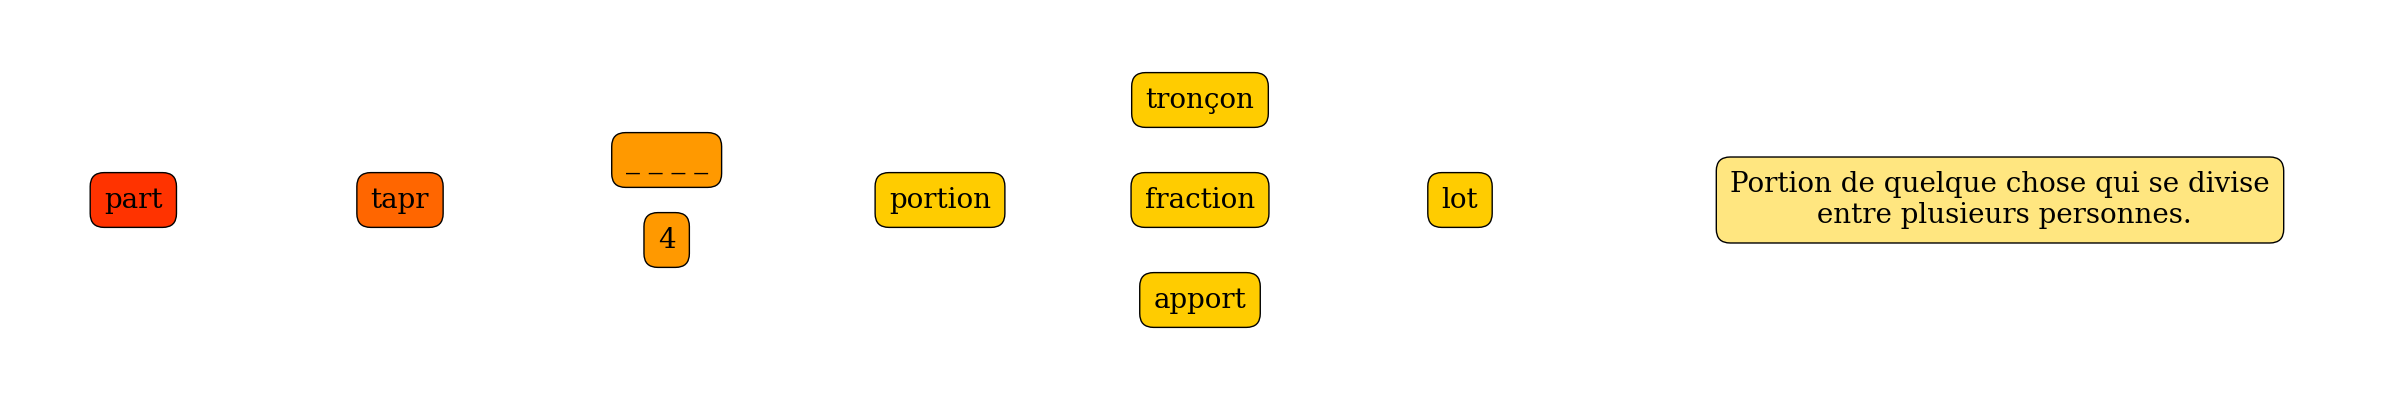 part
tapr
_ _ _ _
4
portion
tronçon
fraction
apport
lot
Portion de quelque chose qui se divise
entre plusieurs personnes.